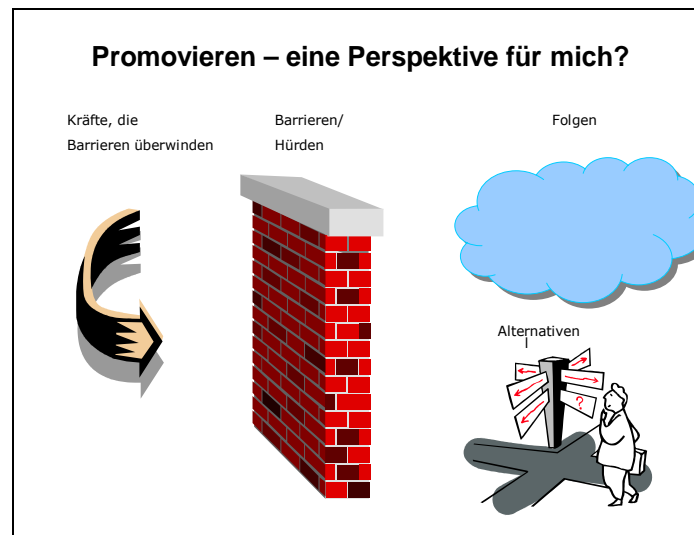 Promovieren – eine Perspektive für mich?
Kräfte, die
Barrieren überwinden
Barrieren/
Hürden
Folgen
Alternativen
?